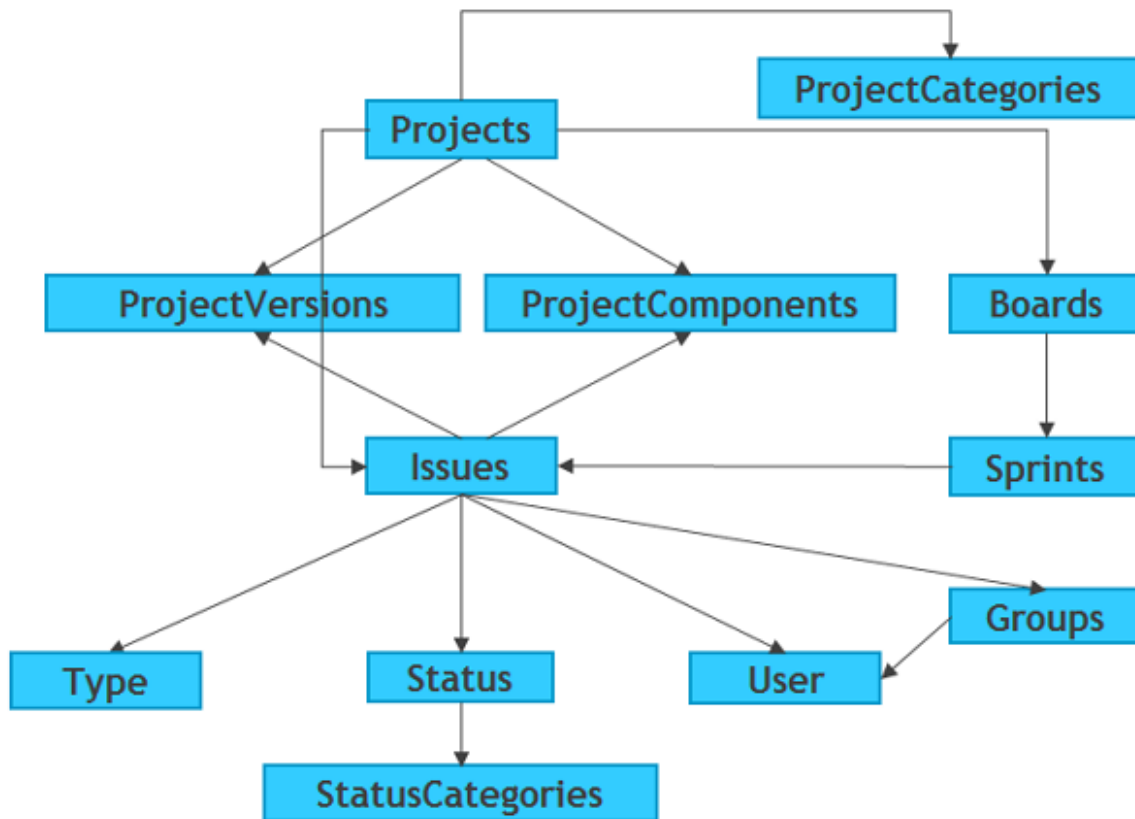 ProjectCategories
Projects
ProjectVersions
ProjectComponents
Boards
Issues
Sprints
Groups
Type
Status
User
StatusCategories